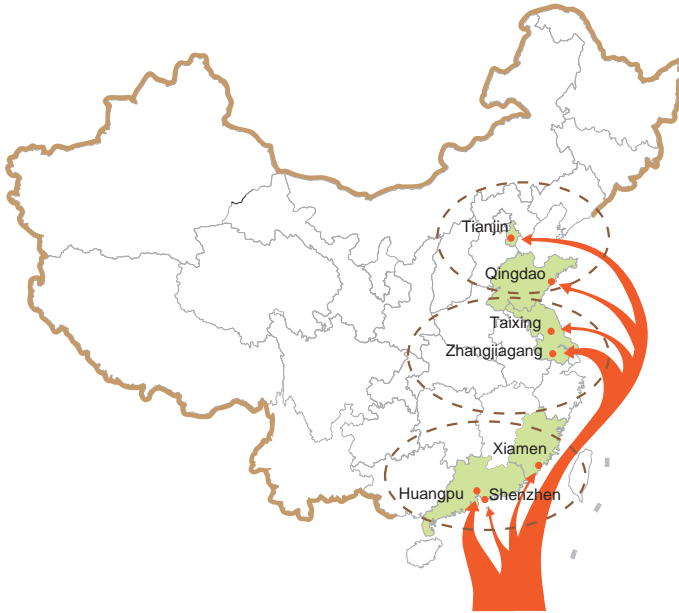 Tianjin
Qingdao
Taixing
Zhangjiagang
Xiamen
Huangpu
Shenzhen